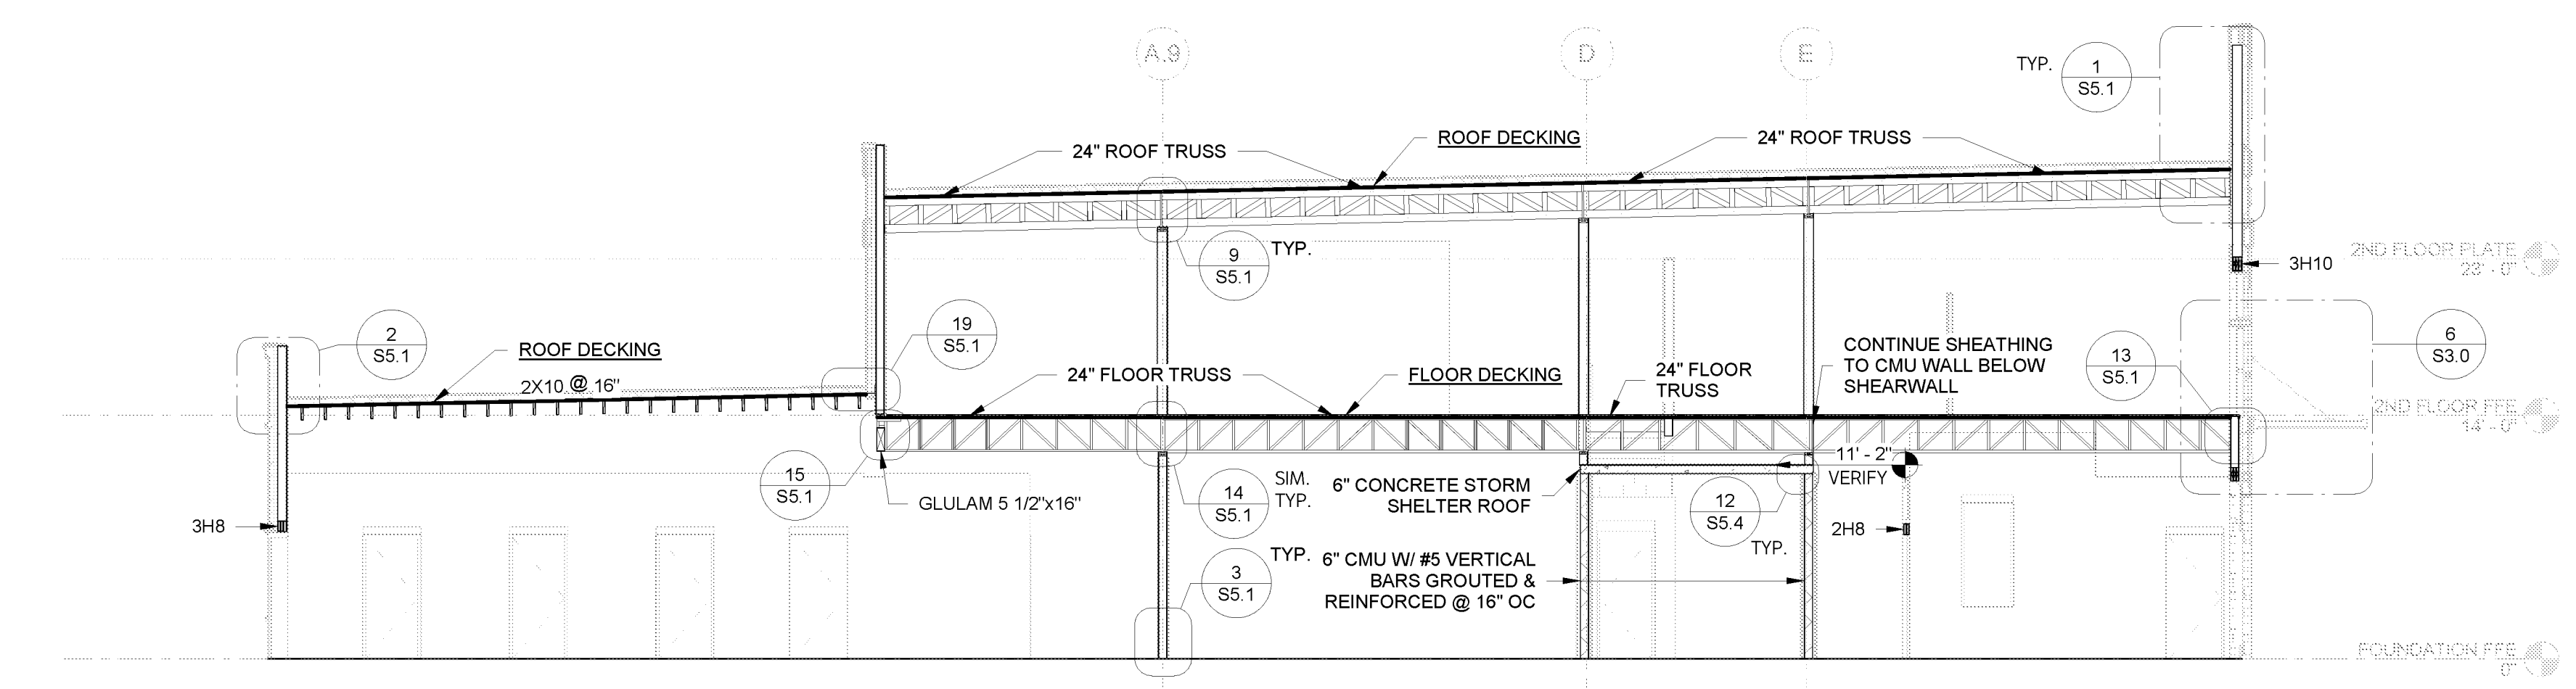 A.9
D
E
TYP.
1
S5.1
24" ROOF TRUSS
ROOF DECKING
24" ROOF TRUSS
9
S5.1
TYP.
2ND FLOOR PLATE
23' - 0"
3H10
2
S5.1
ROOF DECKING
2X10 @ 16"
19
S5.1
24" FLOOR TRUSS
FLOOR DECKING
24" FLOOR
TRUSS
CONTINUE SHEATHING
TO CMU WALL BELOW
SHEARWALL
13
S5.1
6
S3.0
2ND FLOOR FFE
14' - 0"
15
S5.1
GLULAM 5 1/2"x16"
14
S5.1
SIM.
TYP.
6" CONCRETE STORM
SHELTER ROOF
12
S5.4
TYP.
11' - 2"
VERIFY
3H8
2H8
3
S5.1
TYP.
6" CMU W/ #5 VERTICAL
BARS GROUTED &
REINFORCED @ 16" OC
FOUNDATION FFE
0"